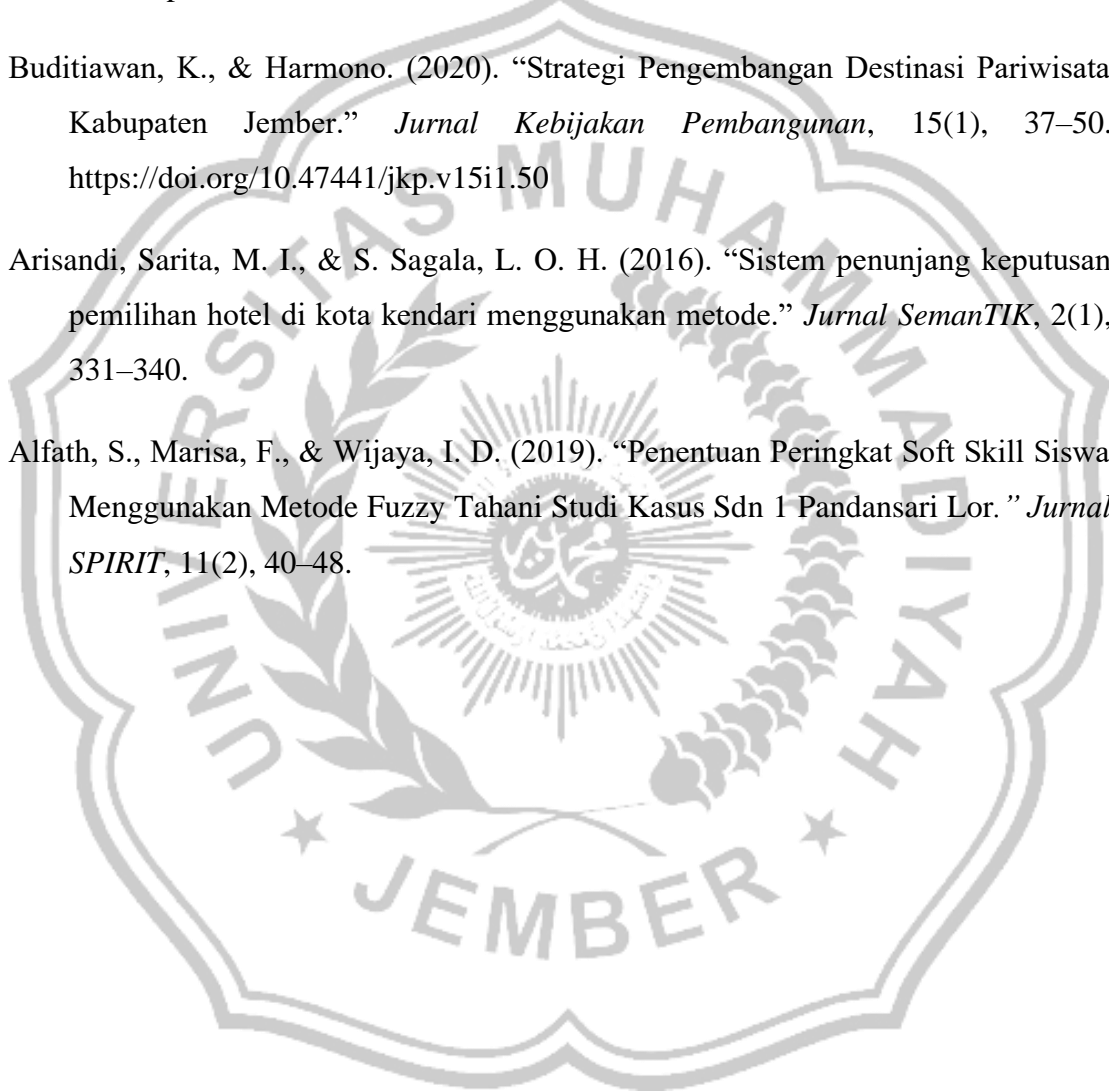 Buditiawan, K., & Harmono. (2020). “Strategi Pengembangan Destinasi Pariwisata
Kabupaten Jember.” Jurnal Kebijakan Pembangunan, 15(1), 37–50.
https://doi.org/10.47441/jkp.v15i1.50
Arisandi, Sarita, M. I., & S. Sagala, L. O. H. (2016). “Sistem penunjang keputusan
pemilihan hotel di kota kendari menggunakan metode.” Jurnal SemanTIK, 2(1),
331–340.
Alfath, S., Marisa, F., & Wijaya, I. D. (2019). “Penentuan Peringkat Soft Skill Siswa
Menggunakan Metode Fuzzy Tahani Studi Kasus Sdn 1 Pandansari Lor.” Jurnal
SPIRIT, 11(2), 40–48.
UNIVERSITAS MUHAMMADIYAH
JEMBER